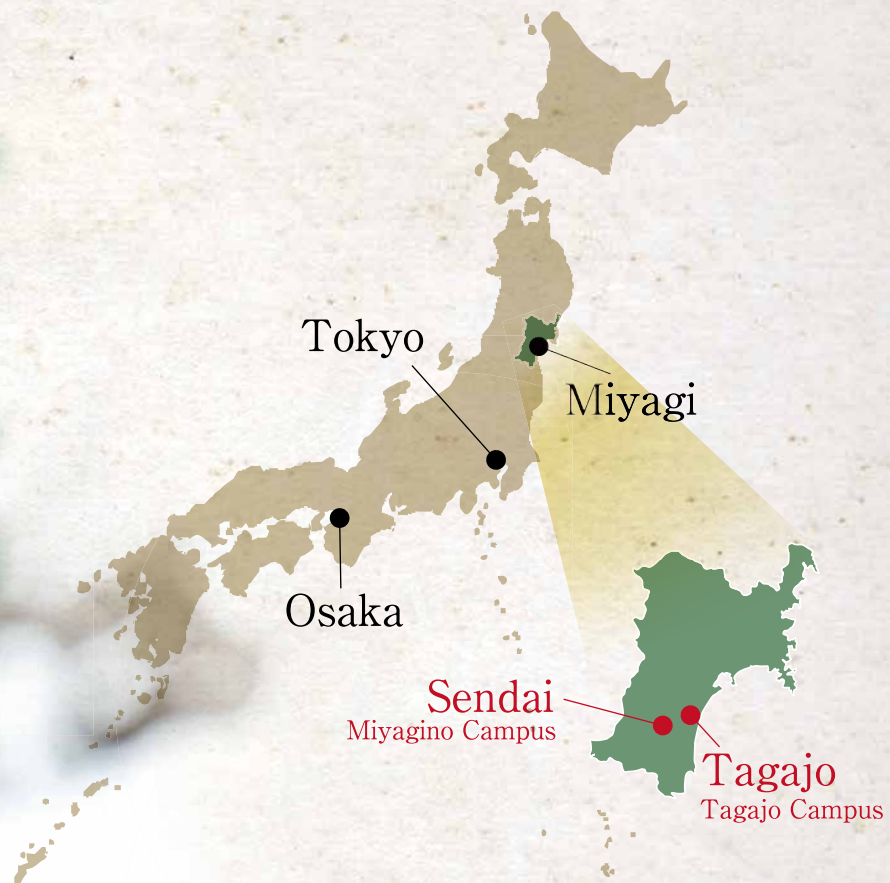 Tokyo
Miyagi
Osaka
Sendai
Miyagino Campus
Tagajo
Tagajo Campus